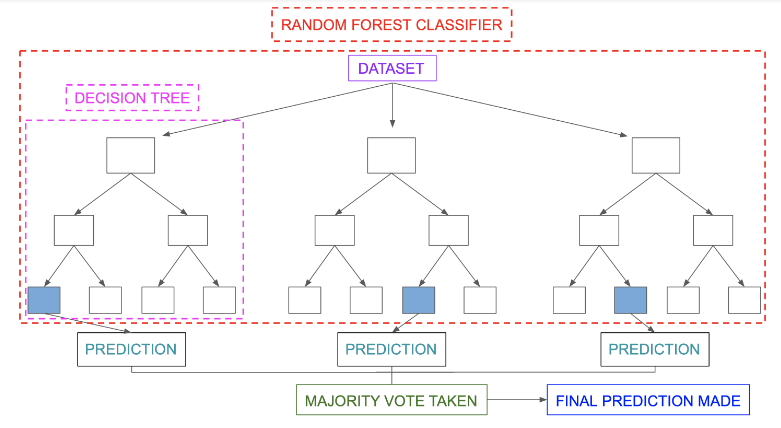 RANDOM FOREST CLASSIFIER
DATASET
DECISION TREE
PREDICTION
PREDICTION
PREDICTION
MAJORITY VOTE TAKEN
FINAL PREDICTION MADE